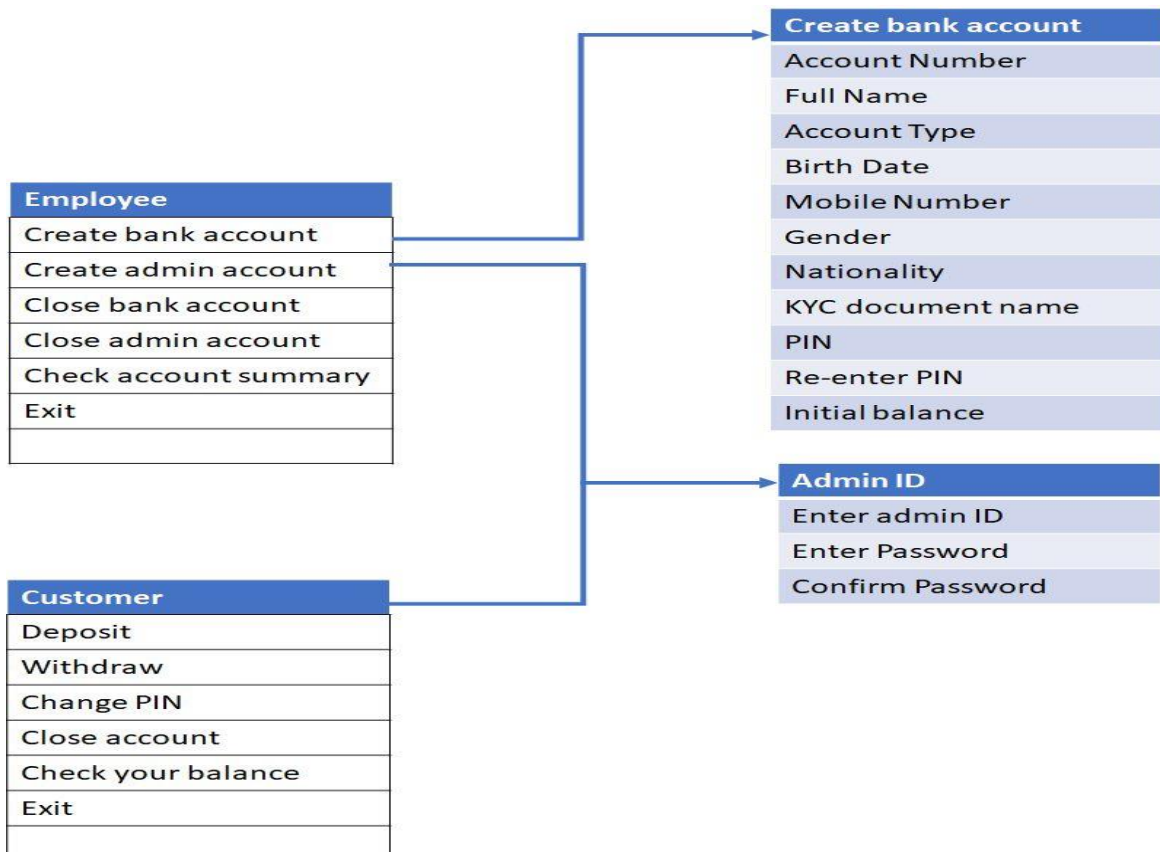 Employee
Create bank account
Create admin account
Close bank account
Close admin account
Check account summary
Exit
Customer
Deposit
Withdraw
Change PIN
Close account
Check your balance
Exit
Create bank account
Account Number
Full Name
Account Type
Birth Date
Mobile Number
Gender
Nationality
KYC document name
PIN
Re-enter PIN
Initial balance
Admin ID
Enter admin ID
Enter Password
Confirm Password